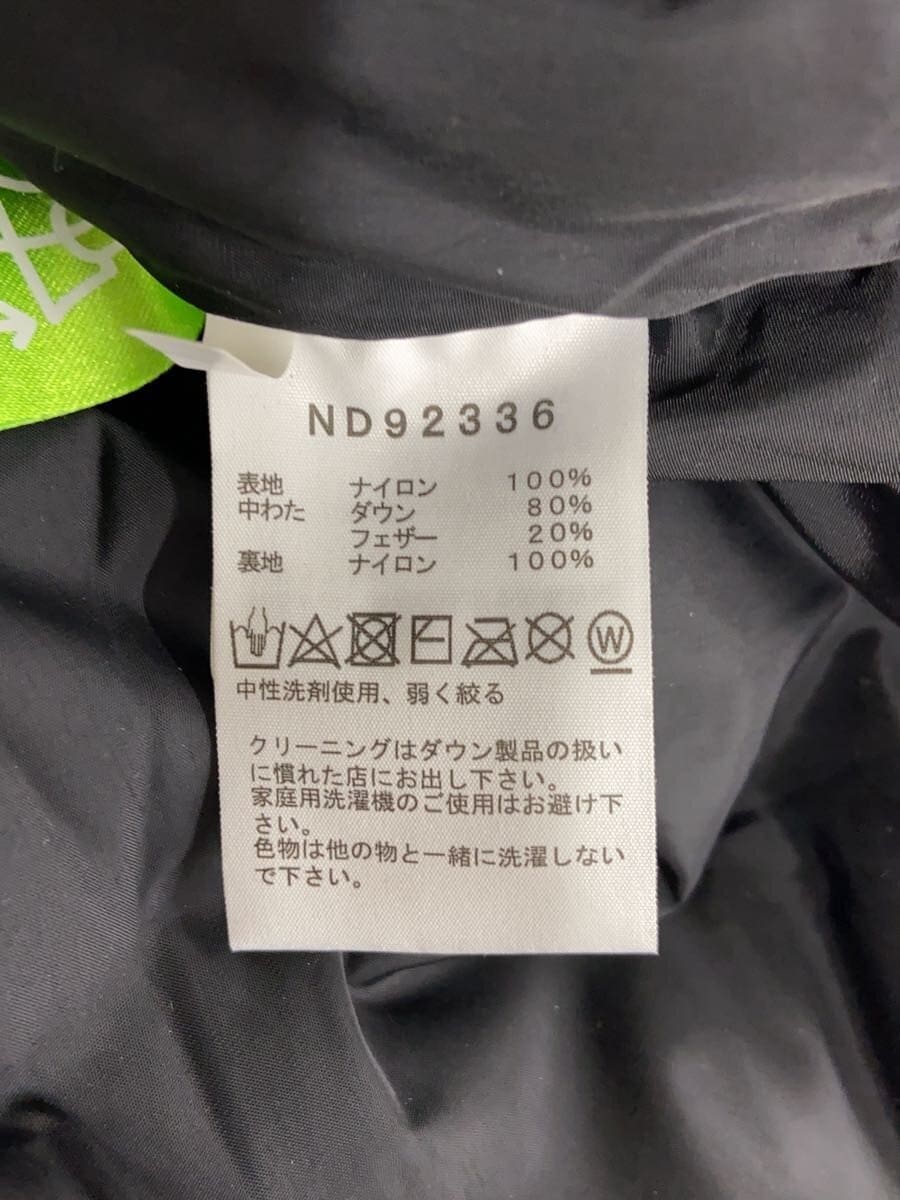 ND92336
表地 ナイロン 100%
中わた ダウン 80%
フェザー 20%
裏地 ナイロン 100%
W
中性洗剤使用、弱く絞る
クリーニングはダウン製品の扱い
に慣れた店にお出し下さい。
家庭用洗濯機のご使用はお避け下
さい。
色物は他の物と一緒に洗濯しない
で下さい。